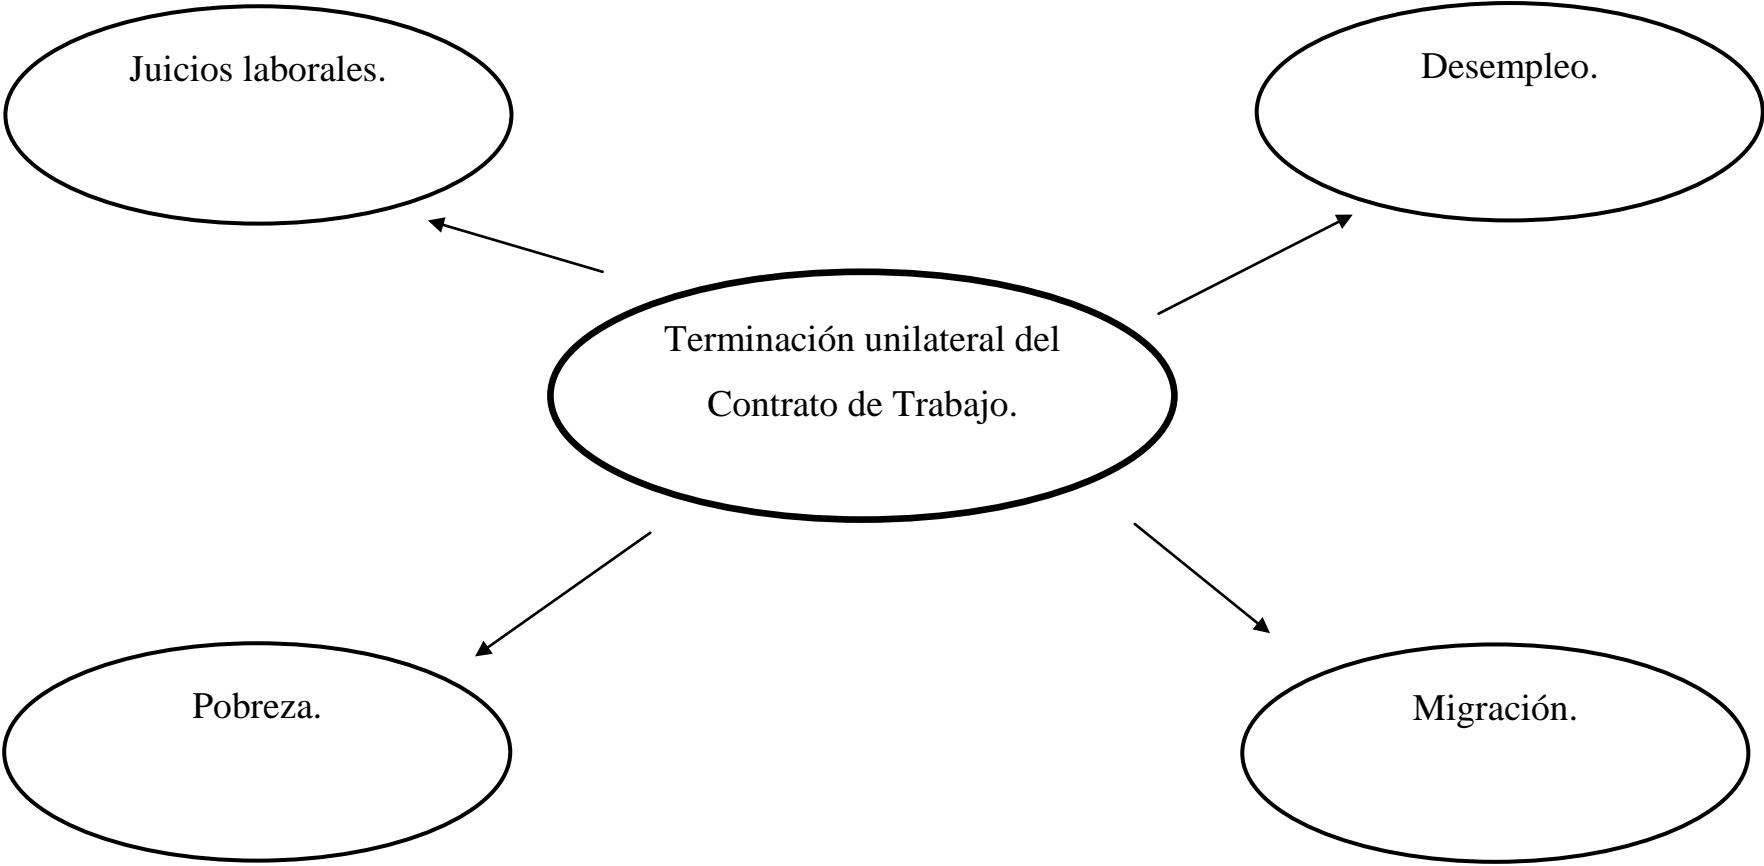 Juicios laborales.
Desempleo.
Terminación unilateral del
Contrato de Trabajo.
Pobreza.
Migración.